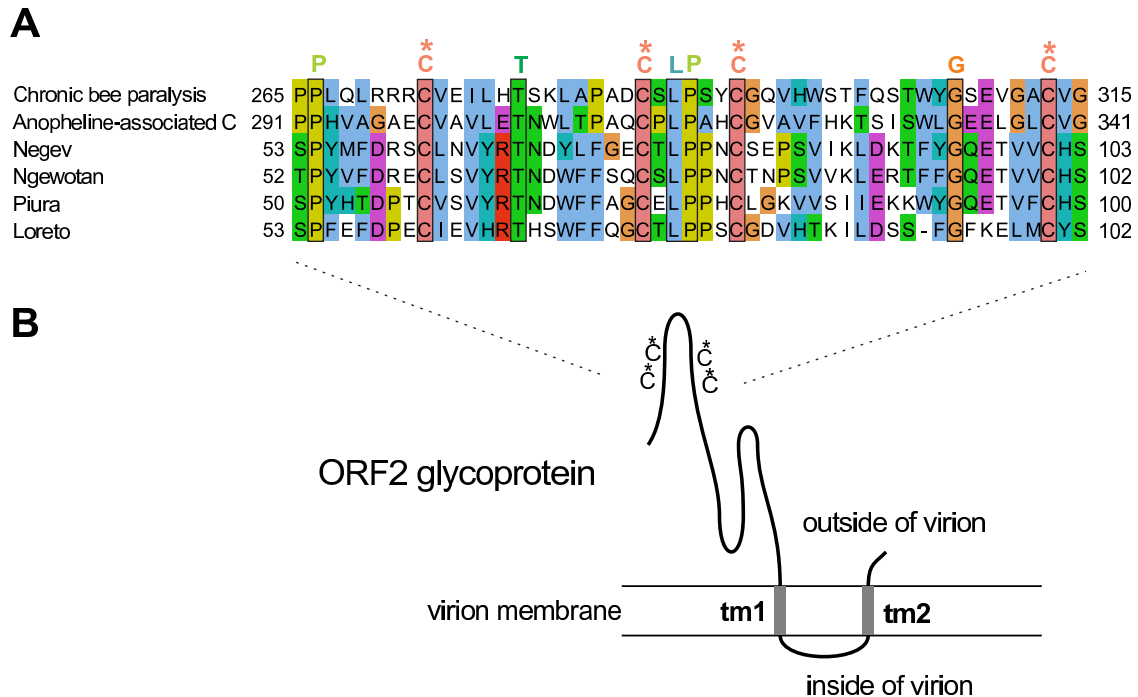 A
* * * *
P C T C L P C G C
Chronic bee paralysis 265 PPLQLRRRCVEILHTSKLAPADCSLPSYCGQVHWSTFQSTWYGSEVGACVG 315
Anopheline-associated C 291 PPHVAGAECVAVLETNWLTPAQCPLPAHCGVAVFHKTSISWLGEELGLCVG 341
Negev 53 SPYMFDRSCLNVYRTNDYLFGECTLPPNCSEPSVIKLDKTFYGQETVVCHS 103
Ngewotan 52 TPYVFDRECLSVYRTNDWFFSQCSLPPNCTNPSVVKLERTFFGQETVVCHS 102
Piura 50 SPYHTDPTCVSVYRTNDWFFAGCELPPHCLGKVVSIIEKKWYGQETVFCHS 100
Loreto 53 SPFEFDPECIEVHRTHSWFFQGCTLPPSCGDVHTKILDSS-FGFKELMCYS 102
B
* *
C C
* *
C C
ORF2 glycoprotein
outside of virion
virion membrane tm1 tm2
inside of virion